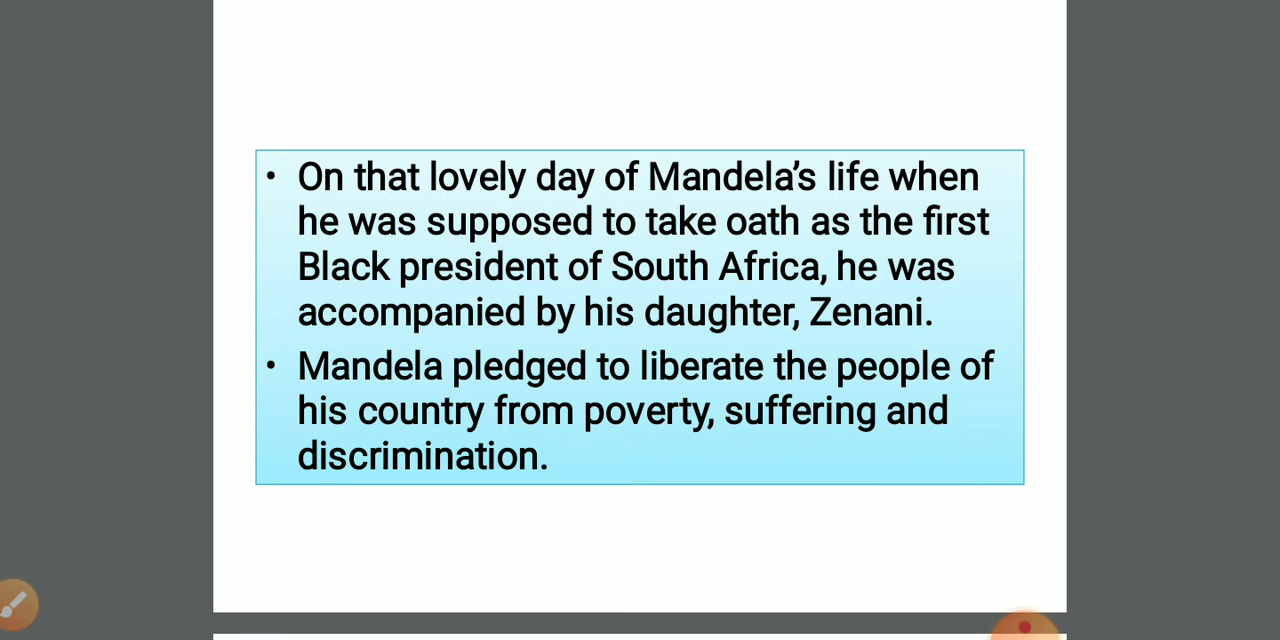 • On that lovely day of Mandela’s life when
he was supposed to take oath as the first
Black president of South Africa, he was
accompanied by his daughter, Zenani.
• Mandela pledged to liberate the people of
his country from poverty, suffering and
discrimination.